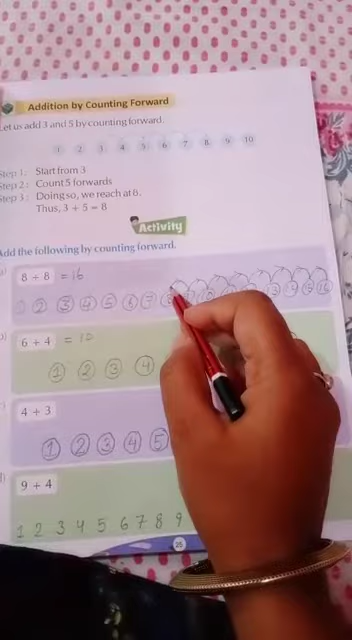 Addition by Counting Forward
Let us add 3 and 5 by counting forward.
1 2 3 4 5 6 7 8 9 10
Step 1: Start from 3
Step 2: Count 5 forwards
Step 3: Doing so, we reach at 8.
Thus, 3 + 5 = 8
Activity
Add the following by counting forward.
8 + 8 = 16
1 2 3 4 5 6 7 8
6 + 4 = 10
1 2 3 4
4 + 3
1 2 3 4 5
9 + 4
1 2 3 4 5 6 7 8 9